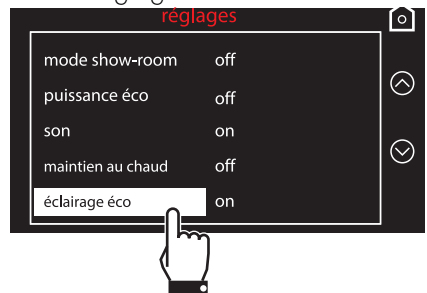 réglages
mode show-room off
puissance éco off
son on
maintien au chaud off
éclairage éco on